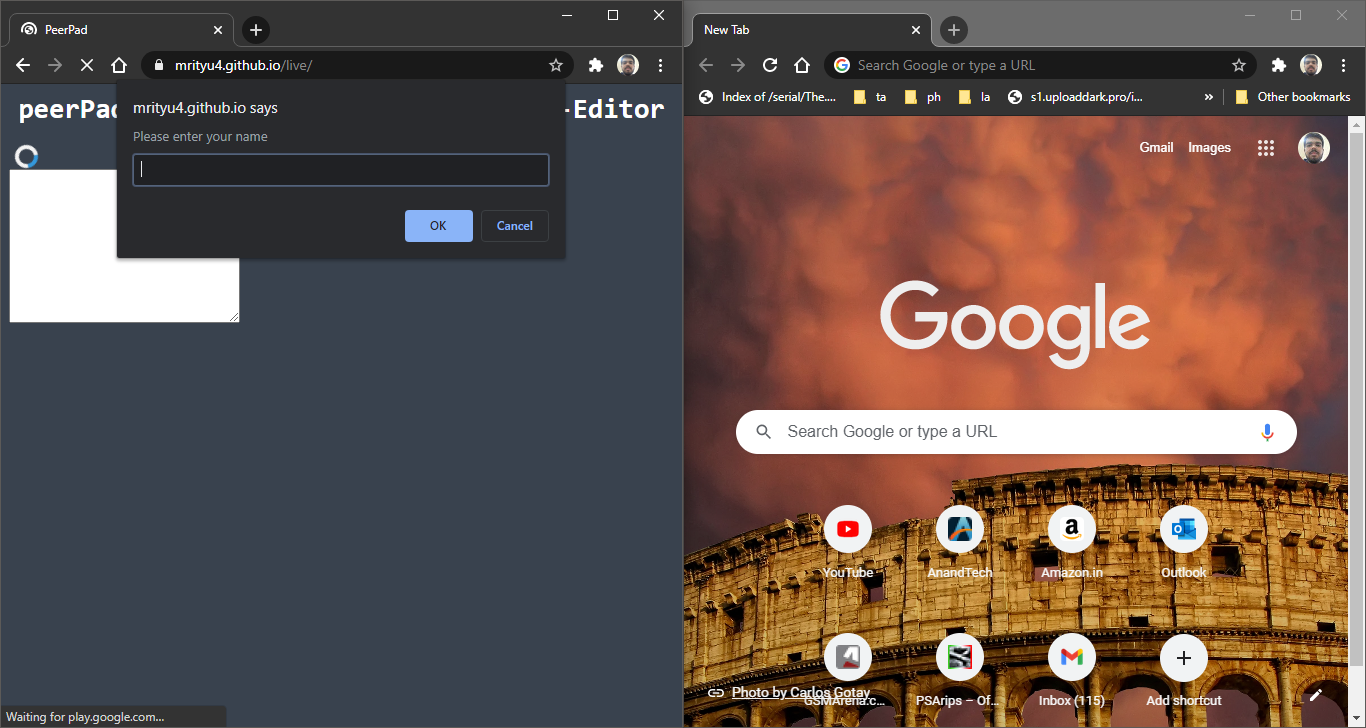 PeerPad
mrityu4.github.io/live/
peerPad
-Editor
mrityu4.github.io says
Please enter your name
OK
Cancel
Waiting for play.google.com...
New Tab
Search Google or type a URL
Index of /serial/The....
ta
ph
la
s1.uploaddark.pro/i...
»
Other bookmarks
Gmail
Images
Google
Search Google or type a URL
YouTube
AnandTech
Amazon.in
Outlook
Photo by Carlos Gotay
GSMArena.c...
PSArips – Of...
Inbox (115)
Add shortcut